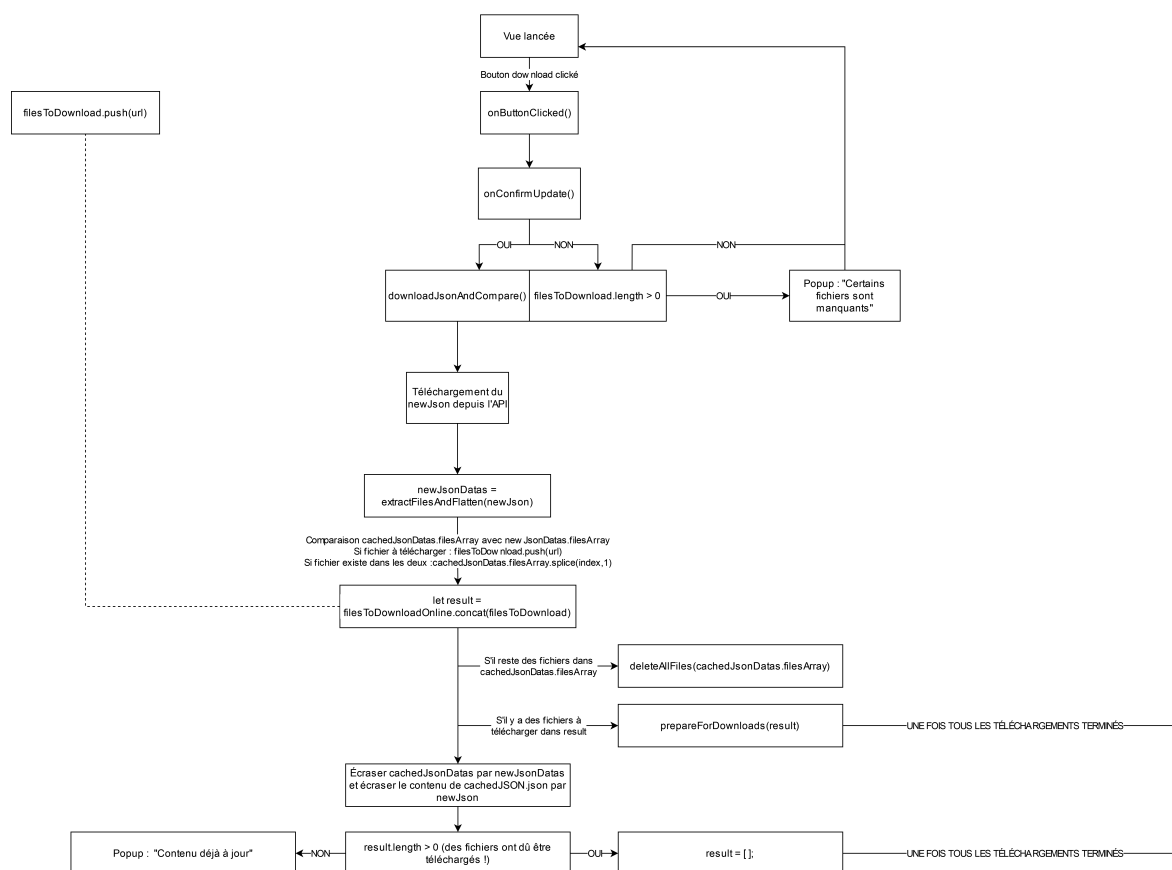 Vue lancée
Bouton download clické
filesToDownload.push(url)
onButtonClicked()
onConfirmUpdate()
OUI
NON
NON
downloadJsonAndCompare()
filesToDownload.length > 0
OUI
Popup : "Certains
fichiers sont
manquants"
Téléchargement du
newJson depuis l'API
newJsonDatas =
extractFilesAndFlatten(newJson)
Comparaison cachedJsonDatas.filesArray avec newJsonDatas.filesArray
Si fichier à télécharger : filesToDownload.push(url)
Si fichier existe dans les deux :cachedJsonDatas.filesArray.splice(index,1)
let result =
filesToDownloadOnline.concat(filesToDownload)
S'il reste des fichiers dans
cachedJsonDatas.filesArray
deleteAllFiles(cachedJsonDatas.filesArray)
S'il y a des fichiers à
télécharger dans result
prepareForDownloads(result)
UNE FOIS TOUS LES TÉLÉCHARGEMENTS TERMINÉS
Écraser cachedJsonDatas par newJsonDatas
et écraser le contenu de cachedJSON.json par
newJson
Popup : "Contenu déjà à jour"
NON
result.length > 0 (des fichiers ont dû être
téléchargés !)
OUI
result = [ ];
UNE FOIS TOUS LES TÉLÉCHARGEMENTS TERMINÉS